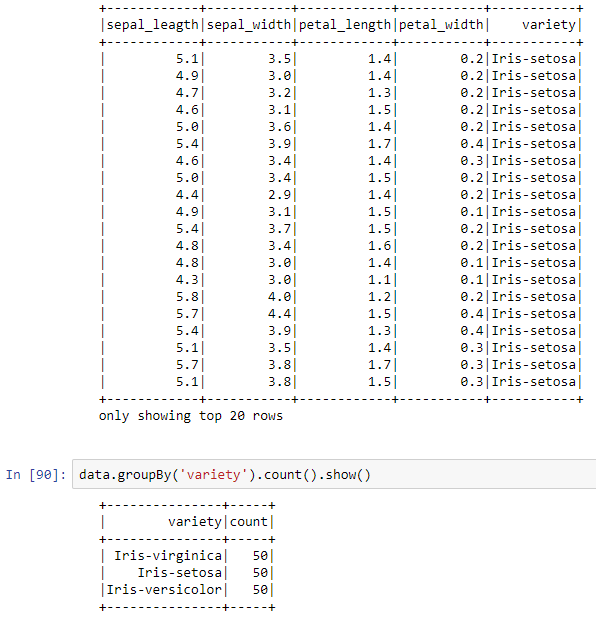 +------------+-----------+------------+-----------+-----------+
|sepal_leagth|sepal_width|petal_length|petal_width|    variety|
+------------+-----------+------------+-----------+-----------+
|         5.1|        3.5|         1.4|        0.2|Iris-setosa|
|         4.9|        3.0|         1.4|        0.2|Iris-setosa|
|         4.7|        3.2|         1.3|        0.2|Iris-setosa|
|         4.6|        3.1|         1.5|        0.2|Iris-setosa|
|         5.0|        3.6|         1.4|        0.2|Iris-setosa|
|         5.4|        3.9|         1.7|        0.4|Iris-setosa|
|         4.6|        3.4|         1.4|        0.3|Iris-setosa|
|         5.0|        3.4|         1.5|        0.2|Iris-setosa|
|         4.4|        2.9|         1.4|        0.2|Iris-setosa|
|         4.9|        3.1|         1.5|        0.1|Iris-setosa|
|         5.4|        3.7|         1.5|        0.2|Iris-setosa|
|         4.8|        3.4|         1.6|        0.2|Iris-setosa|
|         4.8|        3.0|         1.4|        0.1|Iris-setosa|
|         4.3|        3.0|         1.1|        0.1|Iris-setosa|
|         5.8|        4.0|         1.2|        0.2|Iris-setosa|
|         5.7|        4.4|         1.5|        0.4|Iris-setosa|
|         5.4|        3.9|         1.3|        0.4|Iris-setosa|
|         5.1|        3.5|         1.4|        0.3|Iris-setosa|
|         5.7|        3.8|         1.7|        0.3|Iris-setosa|
|         5.1|        3.8|         1.5|        0.3|Iris-setosa|
+------------+-----------+------------+-----------+-----------+
only showing top 20 rows
In [90]: data.groupBy('variety').count().show()
+---------------+-----+
|        variety|count|
+---------------+-----+
| Iris-virginica|   50|
|    Iris-setosa|   50|
|Iris-versicolor|   50|
+---------------+-----+